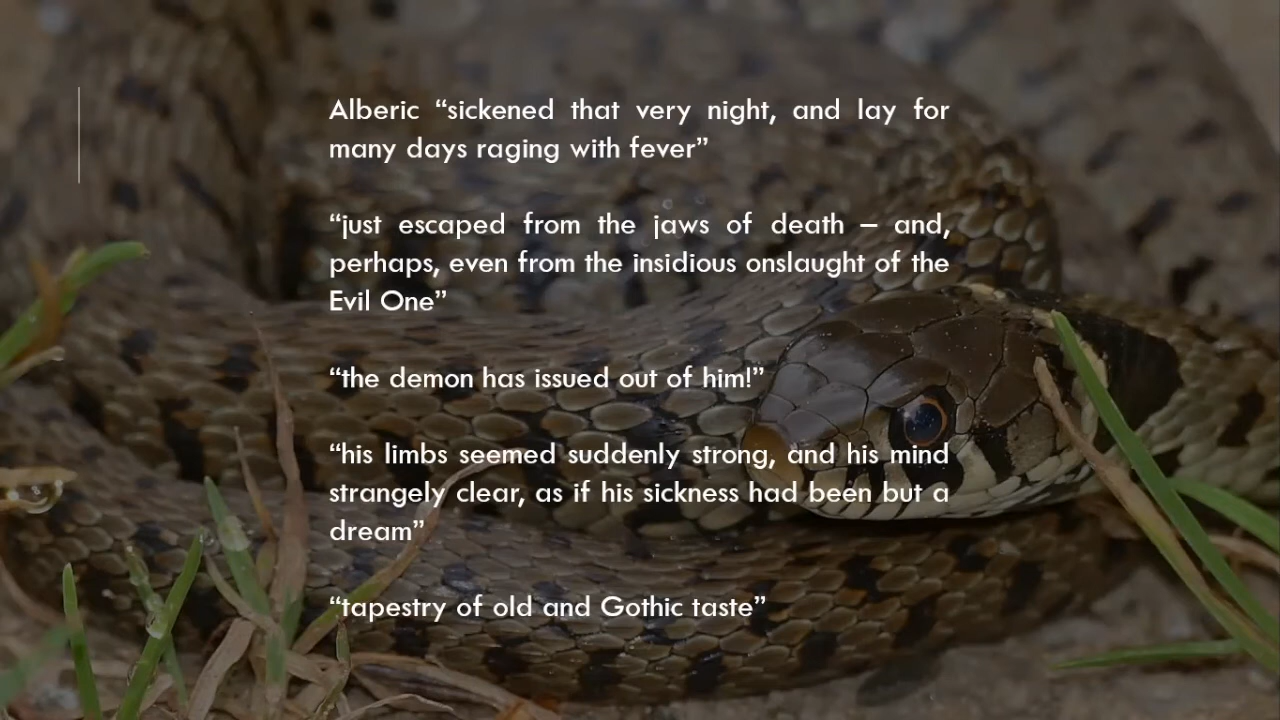 Alberic “sickened that very night, and lay for
many days raging with fever”
“just escaped from the jaws of death – and,
perhaps, even from the insidious onslaught of the
Evil One”
“the demon has issued out of him!”
“his limbs seemed suddenly strong, and his mind
strangely clear, as if his sickness had been but a
dream”
“tapestry of old and Gothic taste”